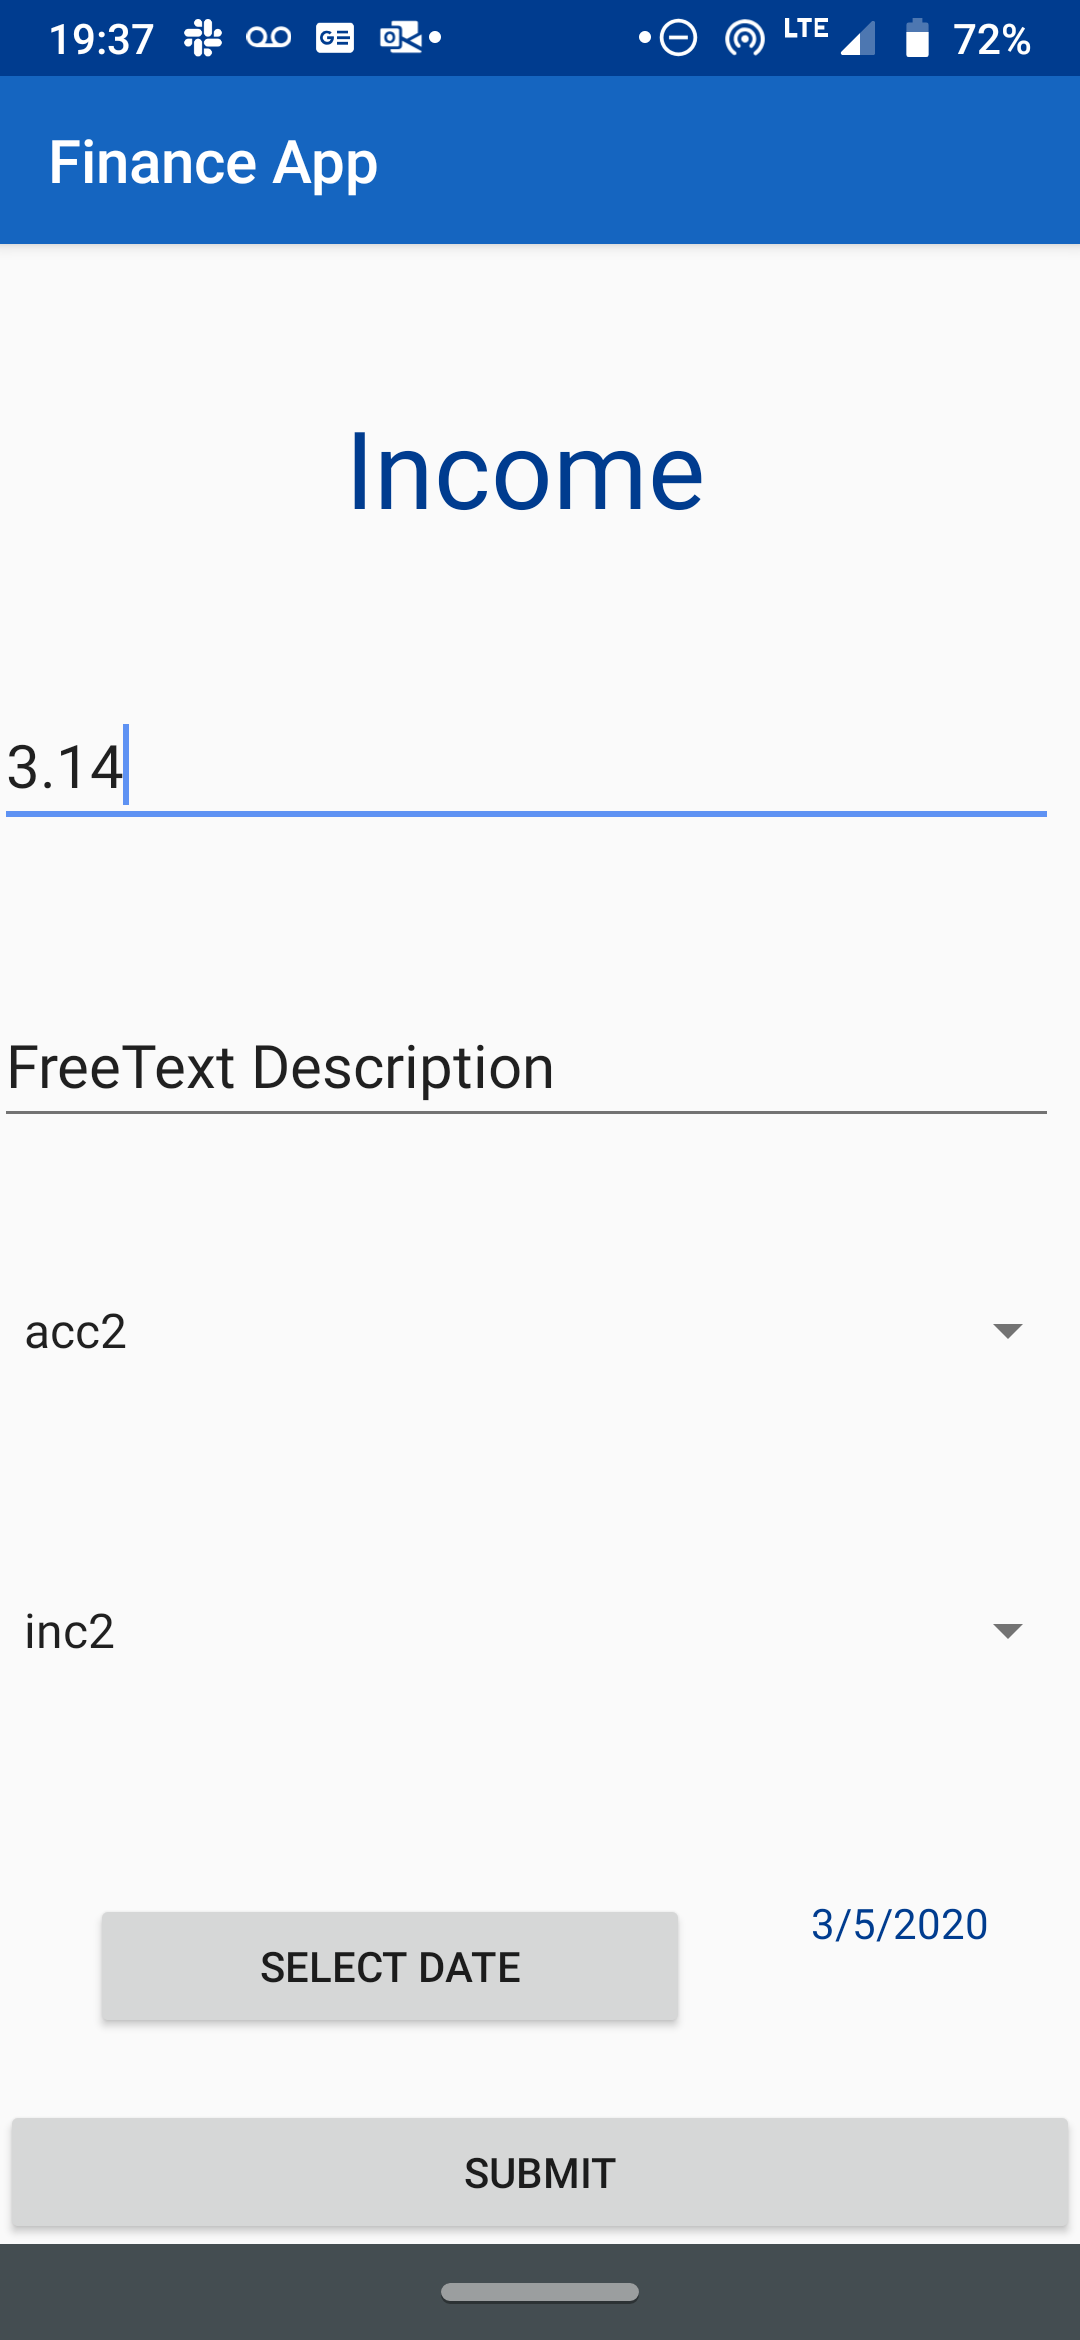 19:37 GE LTE 72%
Finance App
Income
3.14
FreeText Description
acc2
inc2
3/5/2020
SELECT DATE
SUBMIT